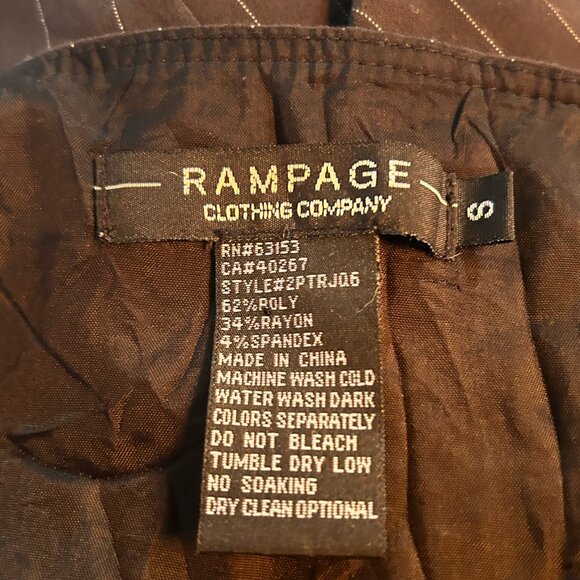 RAMPAGE
CLOTHING COMPANY
S
RN#63153
CA#40267
STYLE#2PTRJQ6
62%POLY
34%RAYON
4%SPANDEX
MADE IN CHINA
MACHINE WASH COLD
WATER WASH DARK
COLORS SEPARATELY
DO NOT BLEACH
TUMBLE DRY LOW
NO SOAKING
DRY CLEAN OPTIONAL